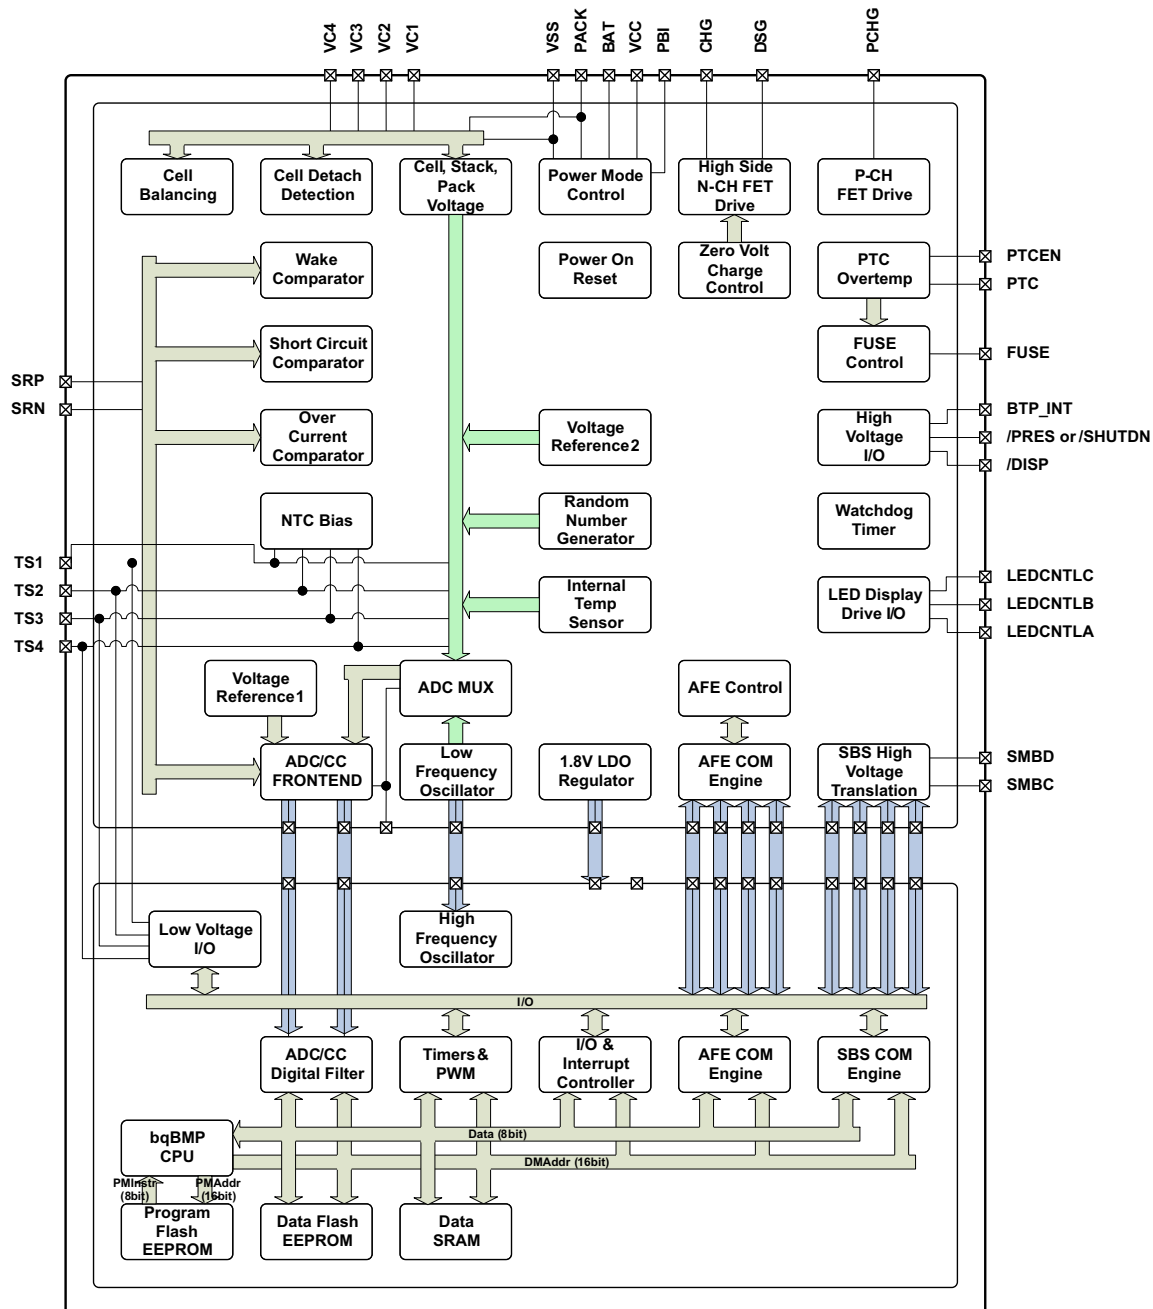 VC4
VC3
VC2
VC1
VSS
PACK
BAT
VCC
PBI
CHG
DSG
PCHG
Cell
Balancing
Cell Detach
Detection
Cell, Stack,
Pack
Voltage
Power Mode
Control
High Side
N-CH FET
Drive
P-CH
FET Drive
Wake
Comparator
Power On
Reset
Zero Volt
Charge
Control
PTC
Overtemp
PTCEN
PTC
Short Circuit
Comparator
FUSE
Control
FUSE
SRP
SRN
Over
Current
Comparator
Voltage
Reference2
High
Voltage
I/O
BTP_INT
/PRES or /SHUTDN
/DISP
NTC Bias
Random
Number
Generator
Watchdog
Timer
TS1
TS2
TS3
TS4
Internal
Temp
Sensor
LED Display
Drive I/O
LEDCNTLC
LEDCNTLB
LEDCNTLA
Voltage
Reference1
ADC MUX
AFE Control
ADC/CC
FRONTEND
Low
Frequency
Oscillator
1.8V LDO
Regulator
AFE COM
Engine
SBS High
Voltage
Translation
SMBD
SMBC
Low Voltage
I/O
High
Frequency
Oscillator
I/O
ADC/CC
Digital Filter
Timers &
PWM
I/O &
Interrupt
Controller
AFE COM
Engine
SBS COM
Engine
bqBMP
CPU
Data (8bit)
DMAddr (16bit)
PMInstr
(8bit)
PMAddr
(16bit)
Program
Flash
EEPROM
Data Flash
EEPROM
Data
SRAM